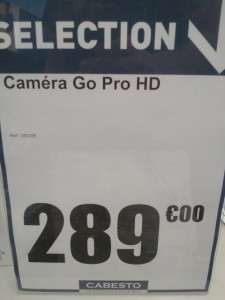 SELECTION
Caméra Go Pro HD
289 €00
CABESTO